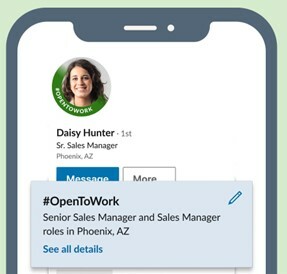 #OPENTOWORK
Daisy Hunter · 1st
Sr. Sales Manager
Phoenix, AZ
Message
More
#OpenToWork
Senior Sales Manager and Sales Manager
roles in Phoenix, AZ
See all details